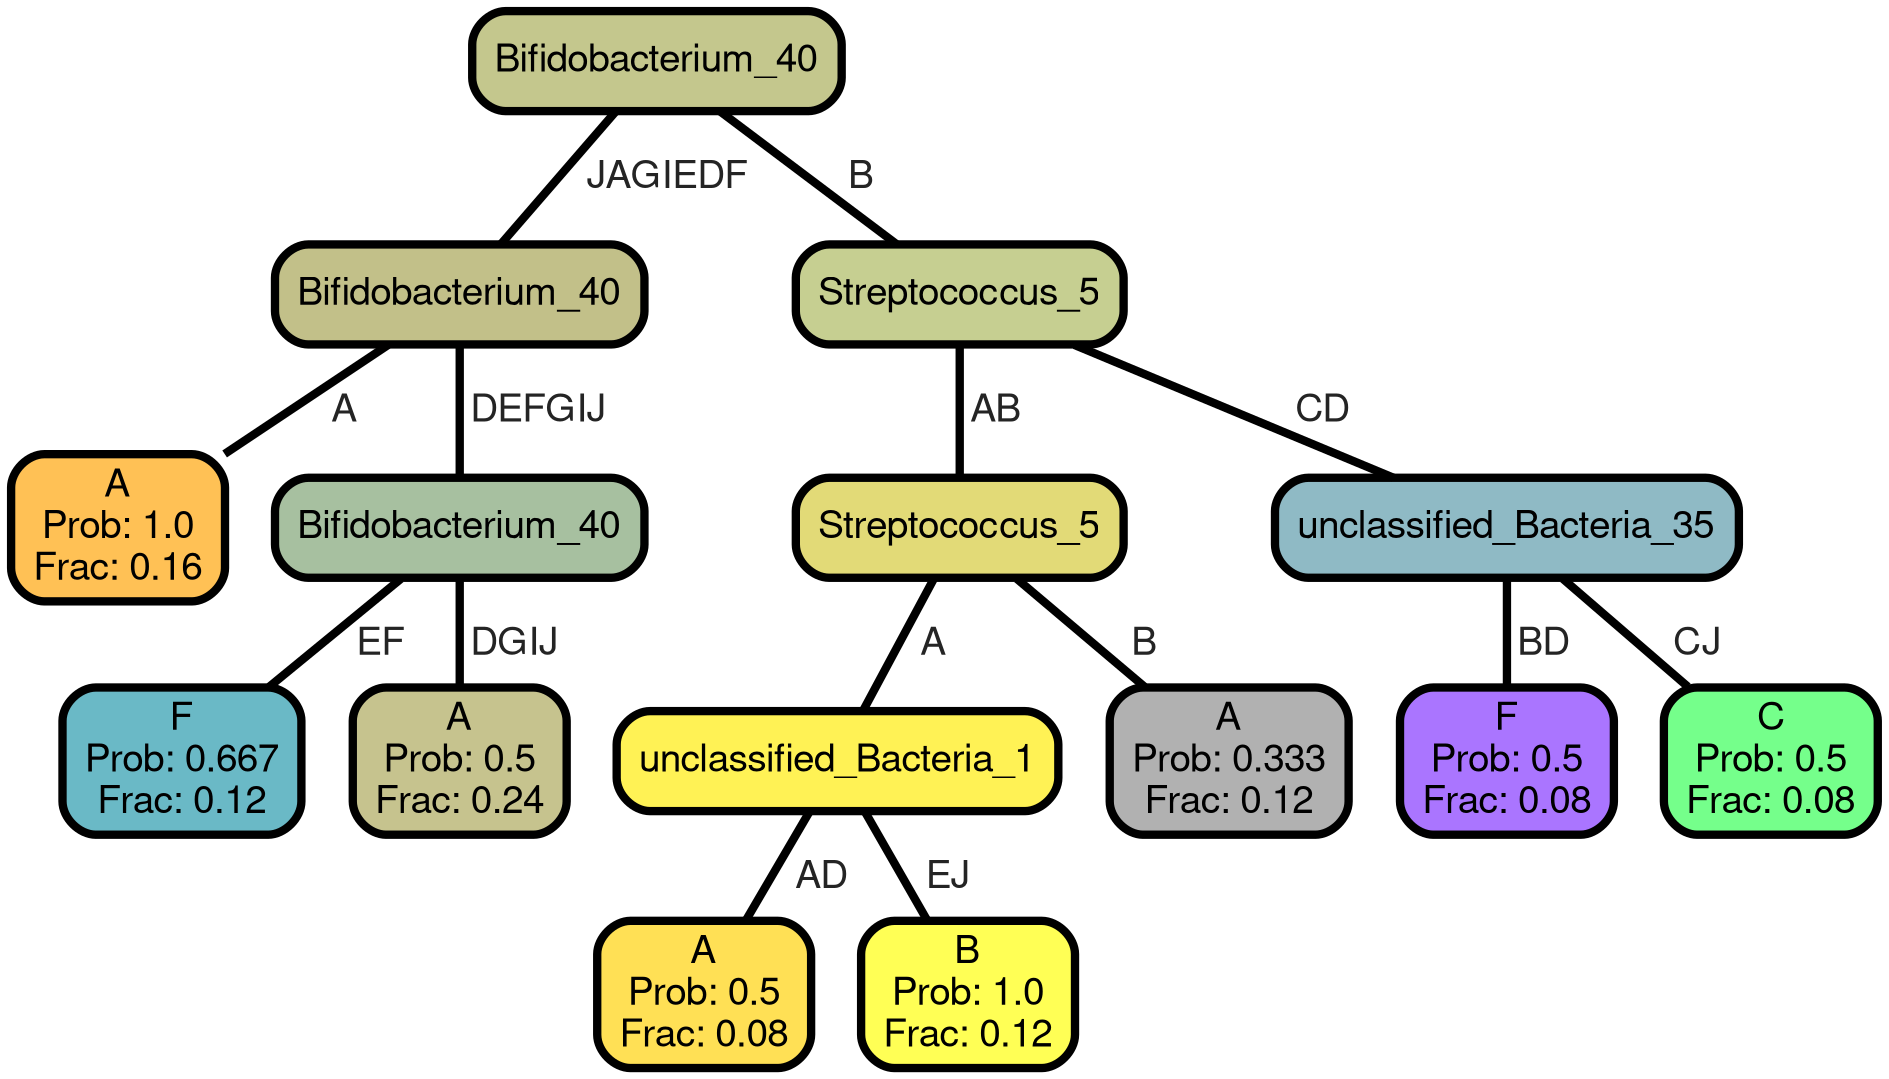 Bifidobacterium_40
JAGIEDF
B
Bifidobacterium_40
Streptococcus_5
A
DEFGIJ
AB
CD
A
Prob: 1.0
Frac: 0.16
Bifidobacterium_40
Streptococcus_5
unclassified_Bacteria_35
EF
DGIJ
A
B
BD
CJ
F
Prob: 0.667
Frac: 0.12
A
Prob: 0.5
Frac: 0.24
unclassified_Bacteria_1
A
Prob: 0.333
Frac: 0.12
F
Prob: 0.5
Frac: 0.08
C
Prob: 0.5
Frac: 0.08
AD
EJ
A
Prob: 0.5
Frac: 0.08
B
Prob: 1.0
Frac: 0.12